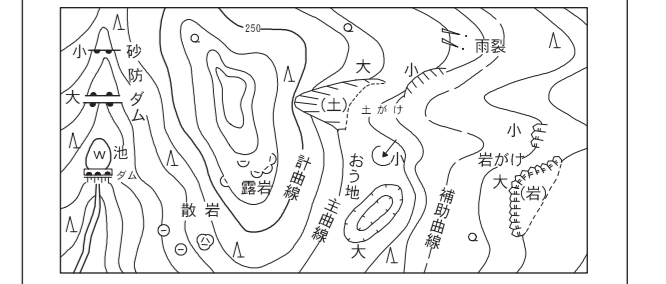 250
小 砂防ダム
大
W 池
ダム
散岩
露岩
計曲線
主曲線
大
(土)
土がけ
小
雨裂
おう地
小
大
補助曲線
小
岩がけ
大
(岩)